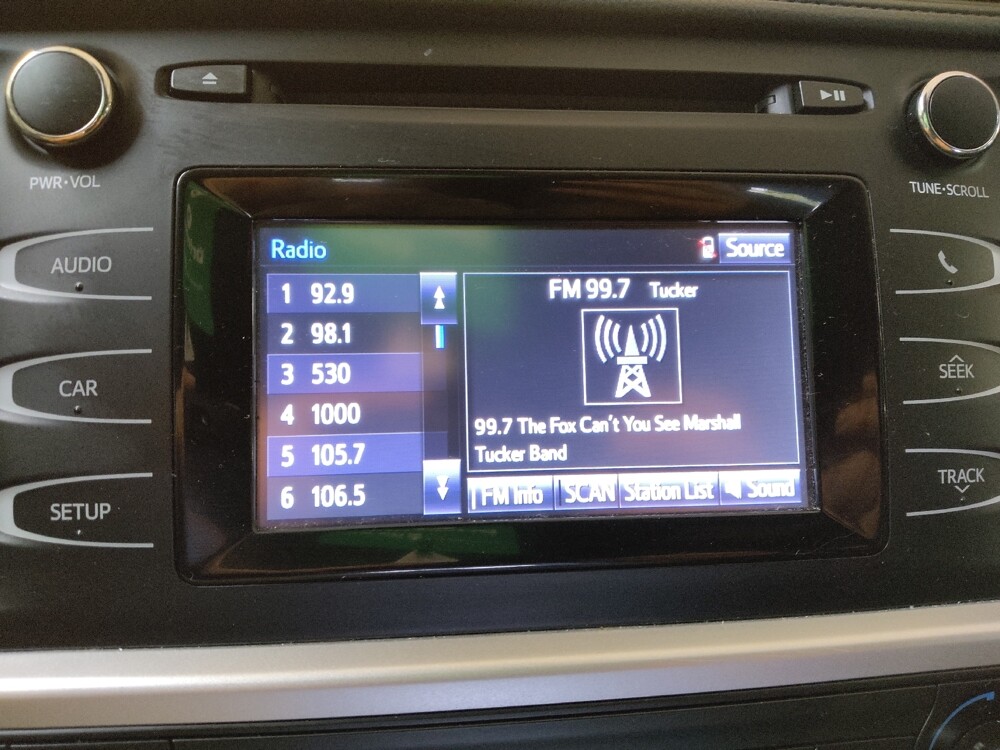 PWR•VOL
TUNE•SCROLL
AUDIO
CAR
SETUP
SEEK
TRACK
Radio
Source
1 92.9
2 98.1
3 530
4 1000
5 105.7
6 106.5
FM 99.7 Tucker
99.7 The Fox Can't You See Marshall
Tucker Band
FM Info SCAN Station List Sound